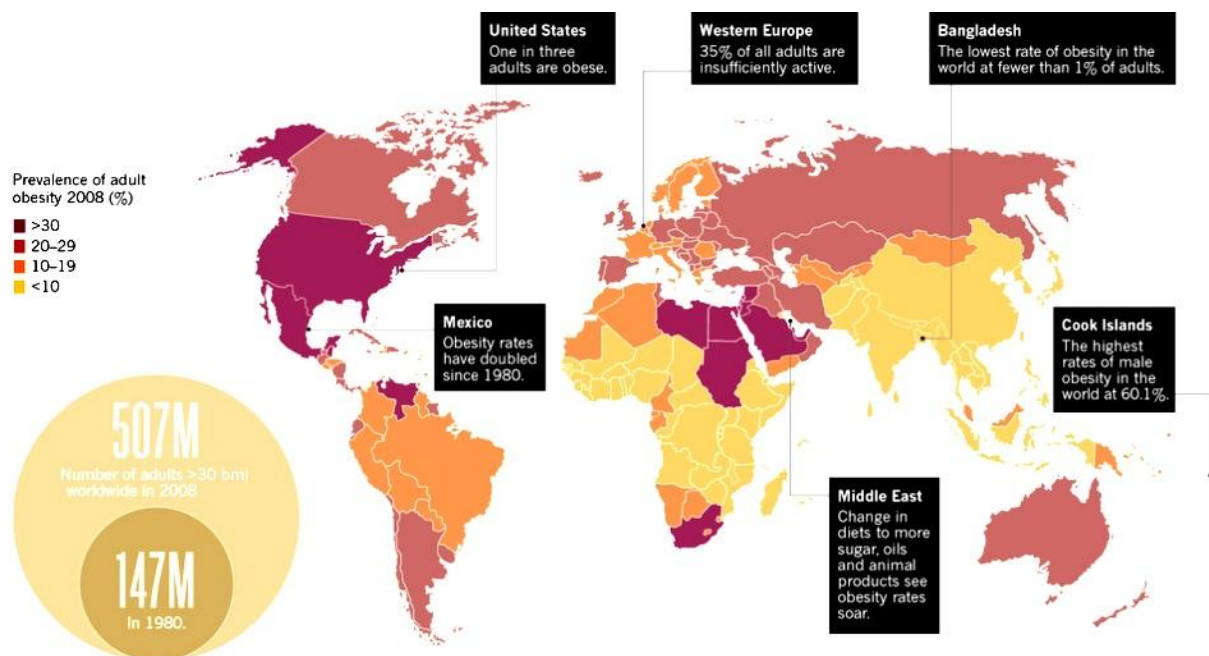 United States
One in three
adults are obese.
Western Europe
35% of all adults are
insufficiently active.
Bangladesh
The lowest rate of obesity in the
world at fewer than 1% of adults.
Prevalence of adult
obesity 2008 (%)
>30
20–29
10–19
<10
Mexico
Obesity rates
have doubled
since 1980.
Cook Islands
The highest
rates of male
obesity in the
world at 60.1%.
507M
Number of adults >30 bmi
worldwide in 2008
147M
In 1980.
Middle East
Change in
diets to more
sugar, oils
and animal
products see
obesity rates
soar.